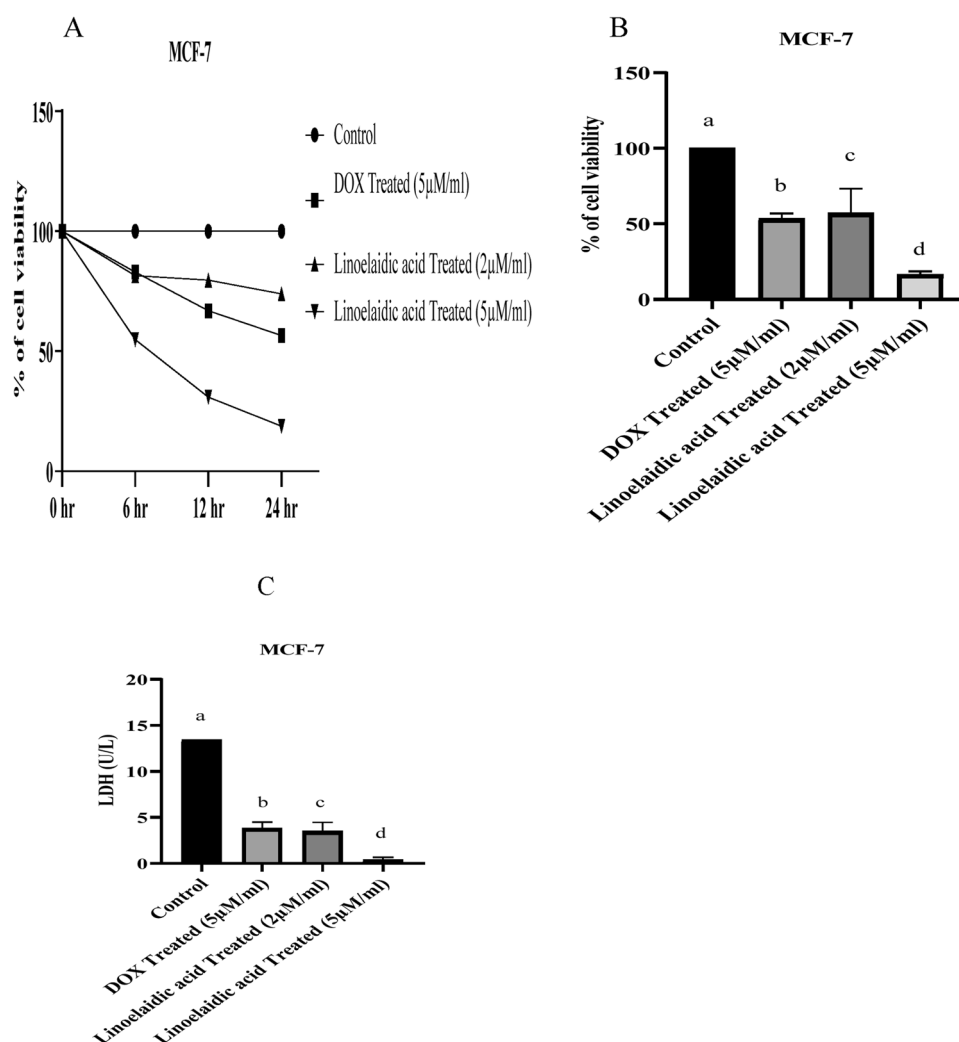 A
MCF-7
% of cell viability
150
100
50
0
0 hr
6 hr
12 hr
24 hr
Control
DOX Treated (5µM/ml)
Linoelaidic acid Treated (2µM/ml)
Linoelaidic acid Treated (5µM/ml)
B
MCF-7
% of cell viability
150
100
50
0
a
b
c
d
Control
DOX Treated (5µM/ml)
Linoelaidic acid Treated (2µM/ml)
Linoelaidic acid Treated (5µM/ml)
C
MCF-7
LDH (U/L)
20
15
10
5
0
a
b
c
d
Control
DOX Treated (5µM/ml)
Linoelaidic acid Treated (2µM/ml)
Linoelaidic acid Treated (5µM/ml)